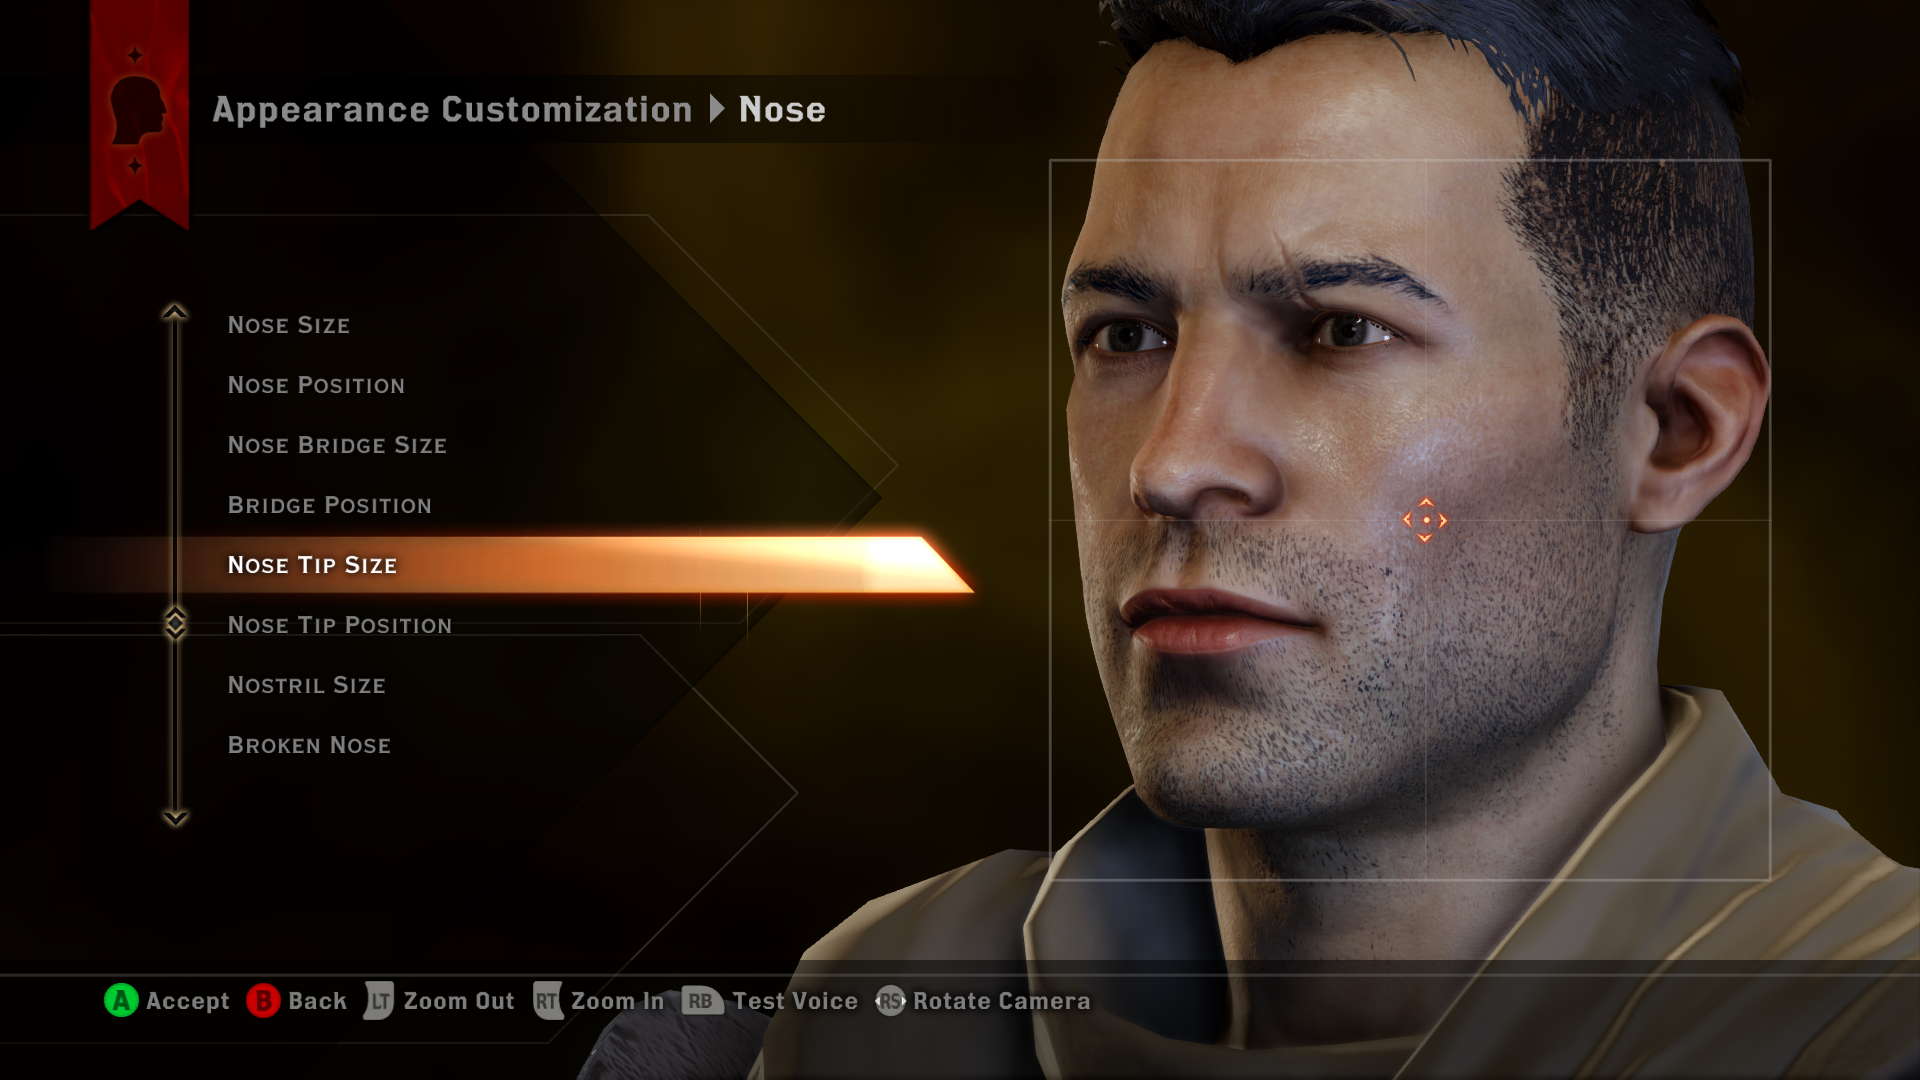 Appearance Customization ▶ Nose
Nose Size
Nose Position
Nose Bridge Size
Bridge Position
Nose Tip Size
Nose Tip Position
Nostril Size
Broken Nose
A Accept B Back LT Zoom Out RT Zoom In RB Test Voice RS Rotate Camera